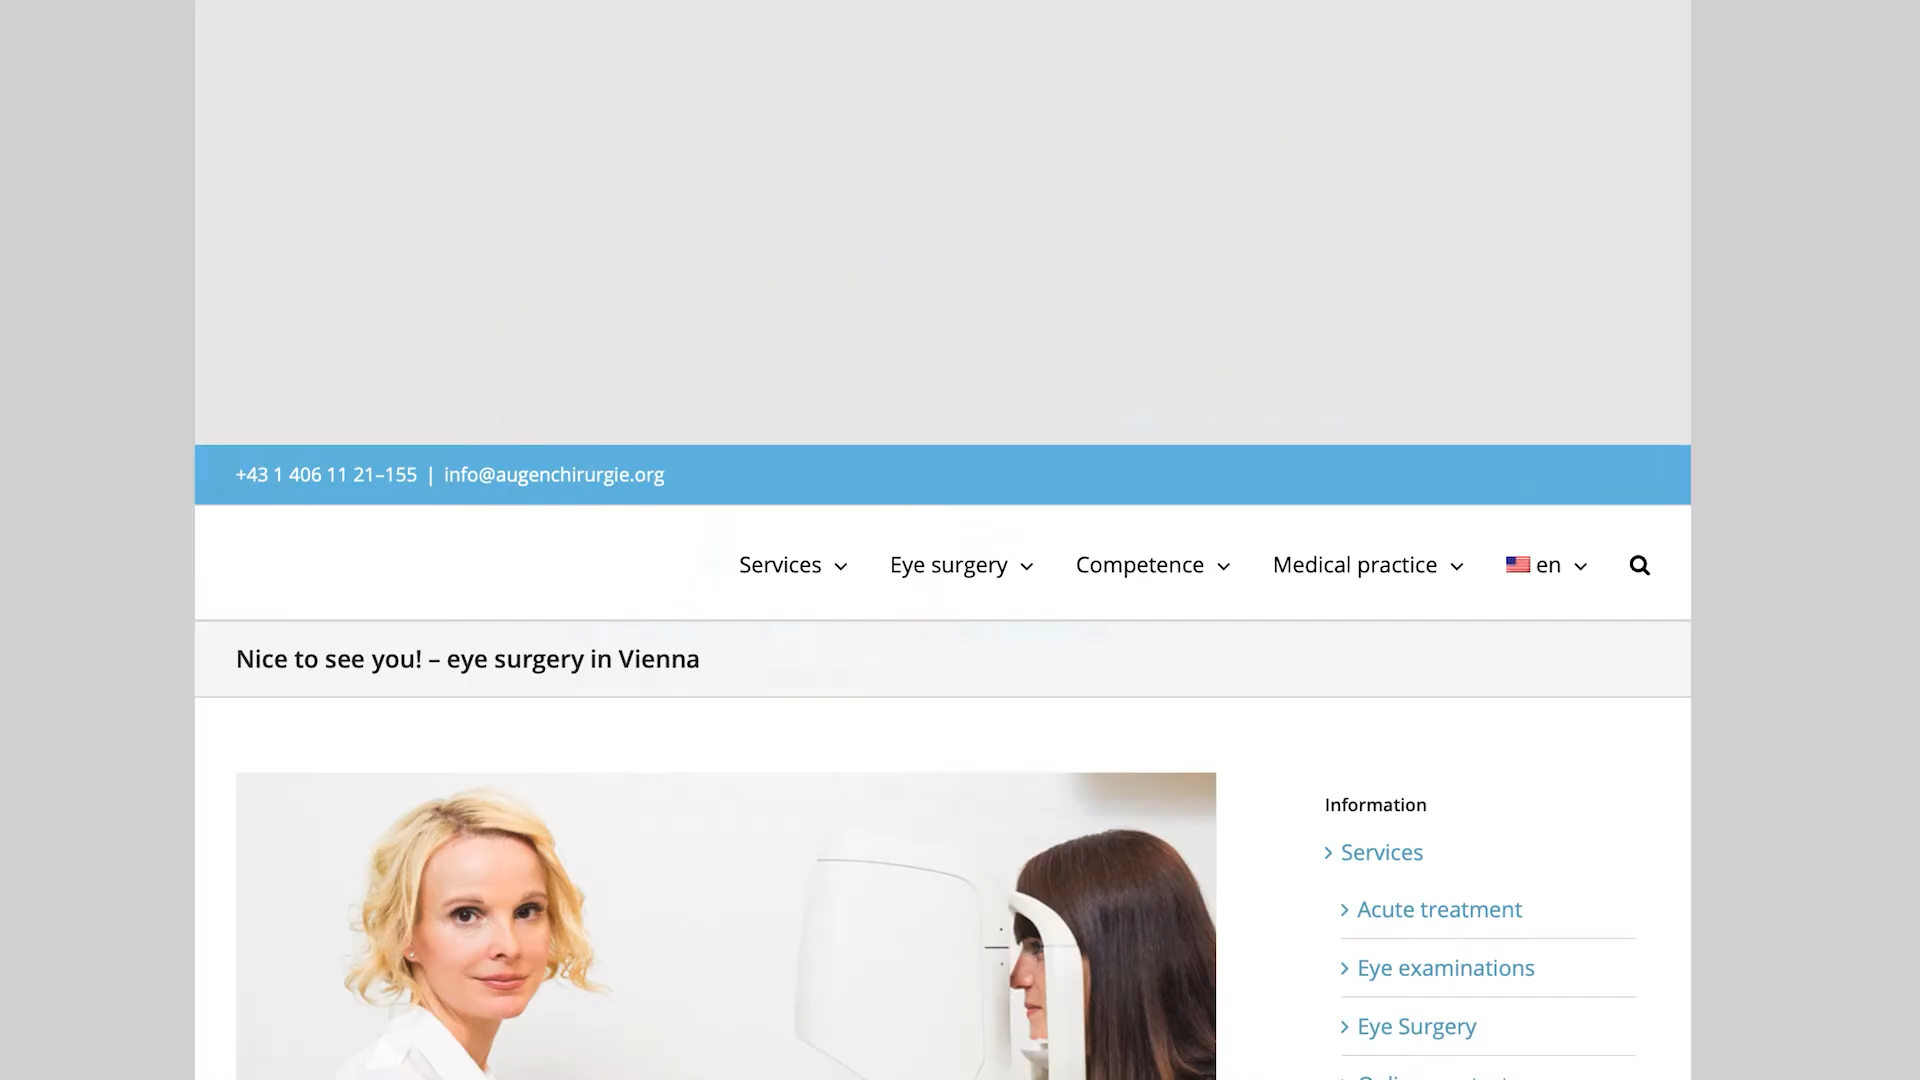 +43 1 406 11 21–155 | info@augenchirurgie.org
Services Eye surgery Competence Medical practice en
Nice to see you! – eye surgery in Vienna
Information
Services
Acute treatment
Eye examinations
Eye Surgery